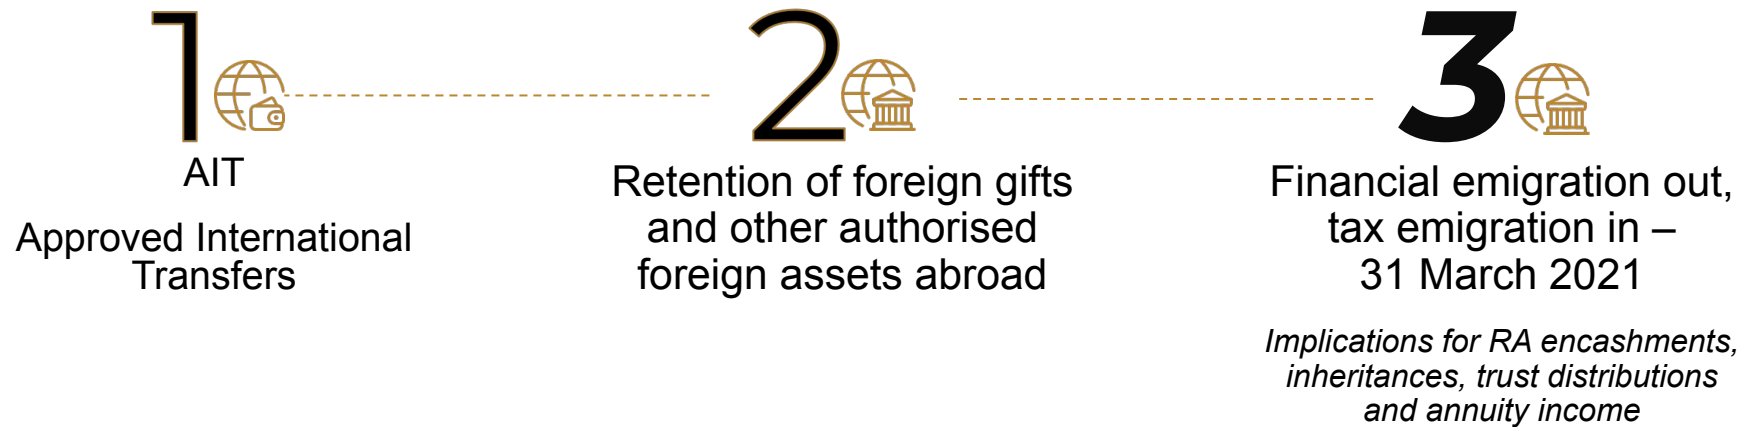 1
AIT
Approved International
Transfers
2
Retention of foreign gifts
and other authorised
foreign assets abroad
3
Financial emigration out,
tax emigration in –
31 March 2021
Implications for RA encashments,
inheritances, trust distributions
and annuity income